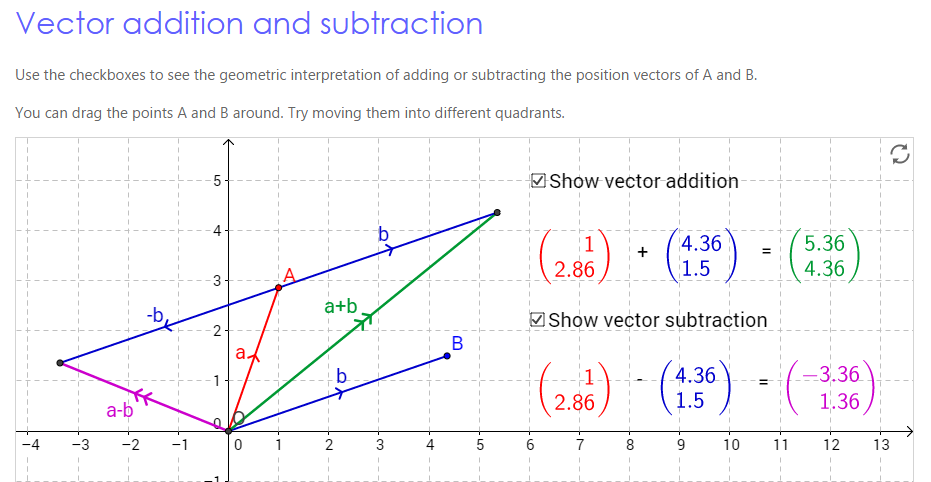 Vector addition and subtraction
Use the checkboxes to see the geometric interpretation of adding or subtracting the position vectors of A and B.
You can drag the points A and B around. Try moving them into different quadrants.
5
Show vector addition
4
b
1
2.86
+
4.36
1.5
=
5.36
4.36
3
A
-b
a+b
2
Show vector subtraction
a
B
1
b
1
2.86
-
4.36
1.5
=
−3.36
1.36
a-b
0
O
−4 −3 −2 −1 0 1 2 3 4 5 6 7 8 9 10 11 12 13
−1